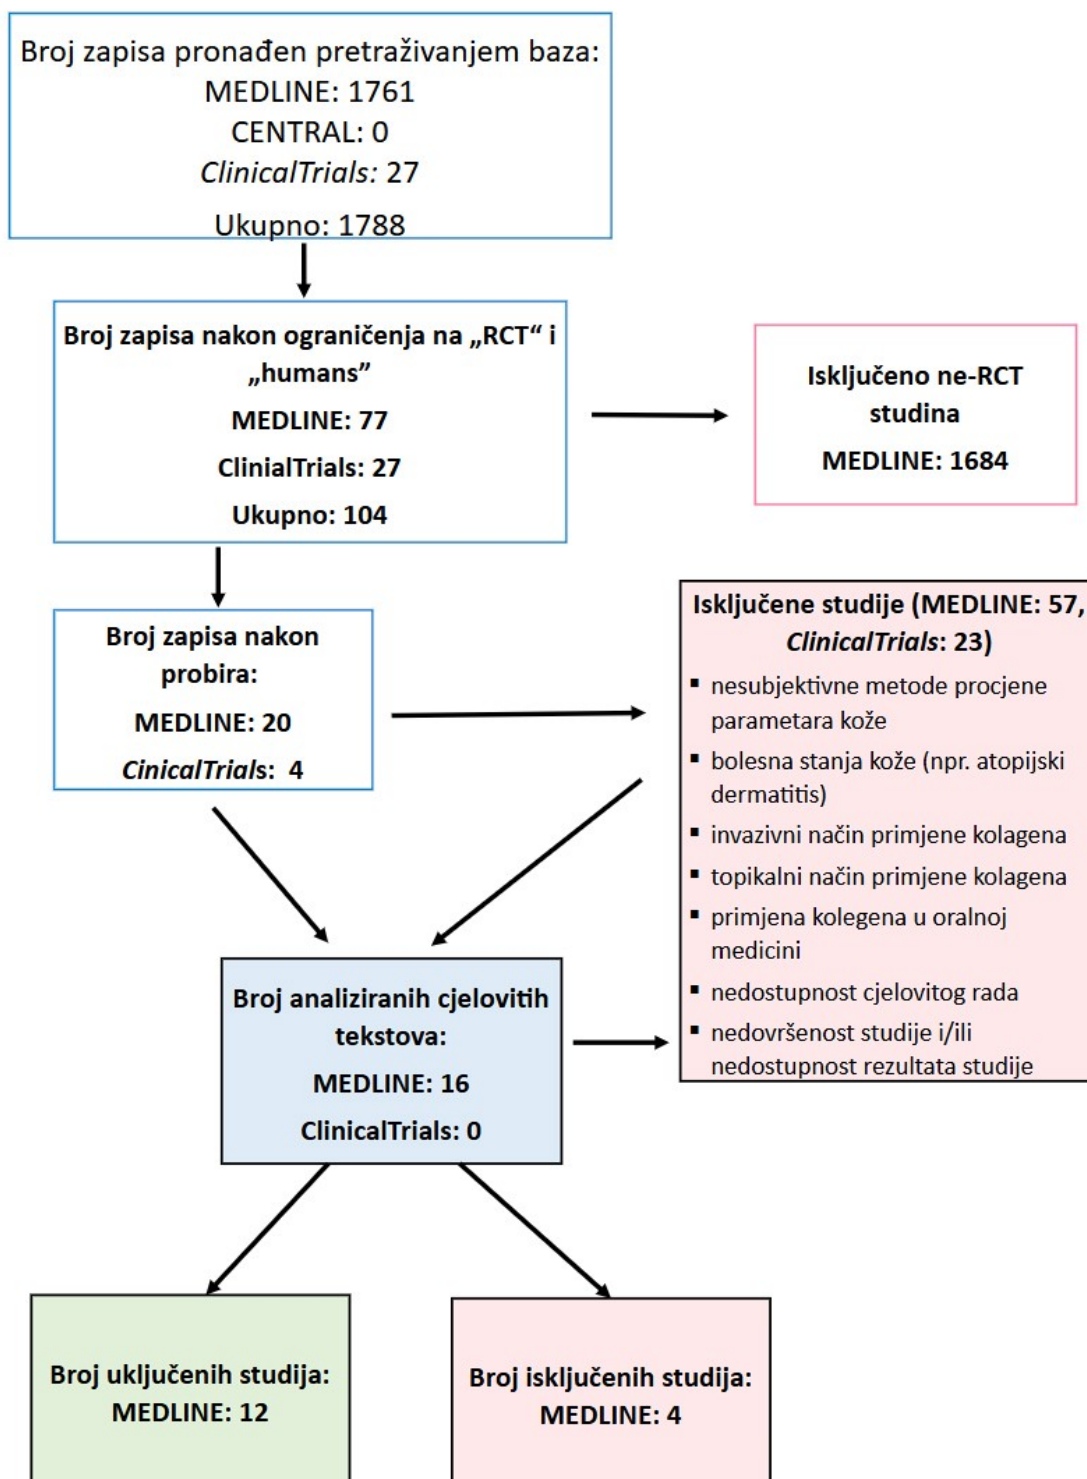 Broj zapisa pronađen pretraživanjem baza:
MEDLINE: 1761
CENTRAL: 0
ClinicalTrials: 27
Ukupno: 1788
Broj zapisa nakon ograničenja na „RCT“ i
„humans”
MEDLINE: 77
ClinialTrials: 27
Ukupno: 104
Isključeno ne-RCT
studina
MEDLINE: 1684
Broj zapisa nakon
probira:
MEDLINE: 20
CinicalTrials: 4
Isključene studije (MEDLINE: 57,
ClinicalTrials: 23)
▪ nesubjektivne metode procjene
parametara kože
▪ bolesna stanja kože (npr. atopijski
dermatitis)
▪ invazivni način primjene kolagena
▪ topikalni način primjene kolagena
▪ primjena kolegena u oralnoj
medicini
▪ nedostupnost cjelovitog rada
▪ nedovršenost studije i/ili
nedostupnost rezultata studije
Broj analiziranih cjelovitih
tekstova:
MEDLINE: 16
ClinicalTrials: 0
Broj uključenih studija:
MEDLINE: 12
Broj isključenih studija:
MEDLINE: 4